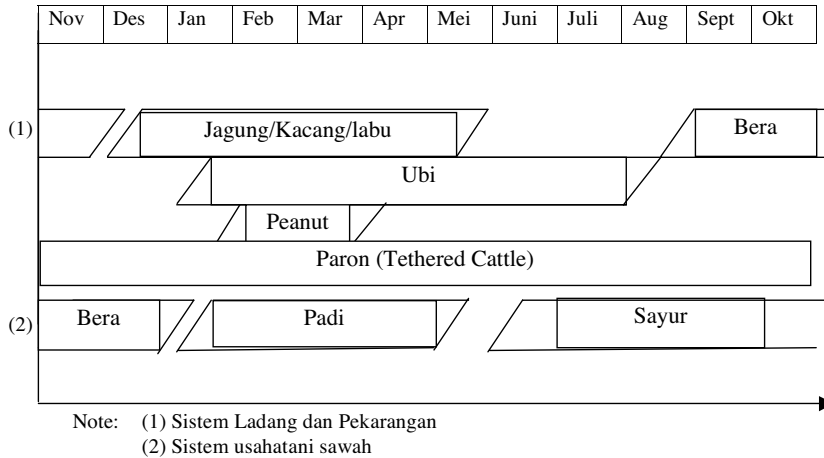 Nov Des Jan Feb Mar Apr Mei Juni Juli Aug Sept Okt
(1) Jagung/Kacang/labu Bera
Ubi
Peanut
Paron (Tethered Cattle)
(2) Bera Padi Sayur
Note: (1) Sistem Ladang dan Pekarangan
(2) Sistem usahatani sawah